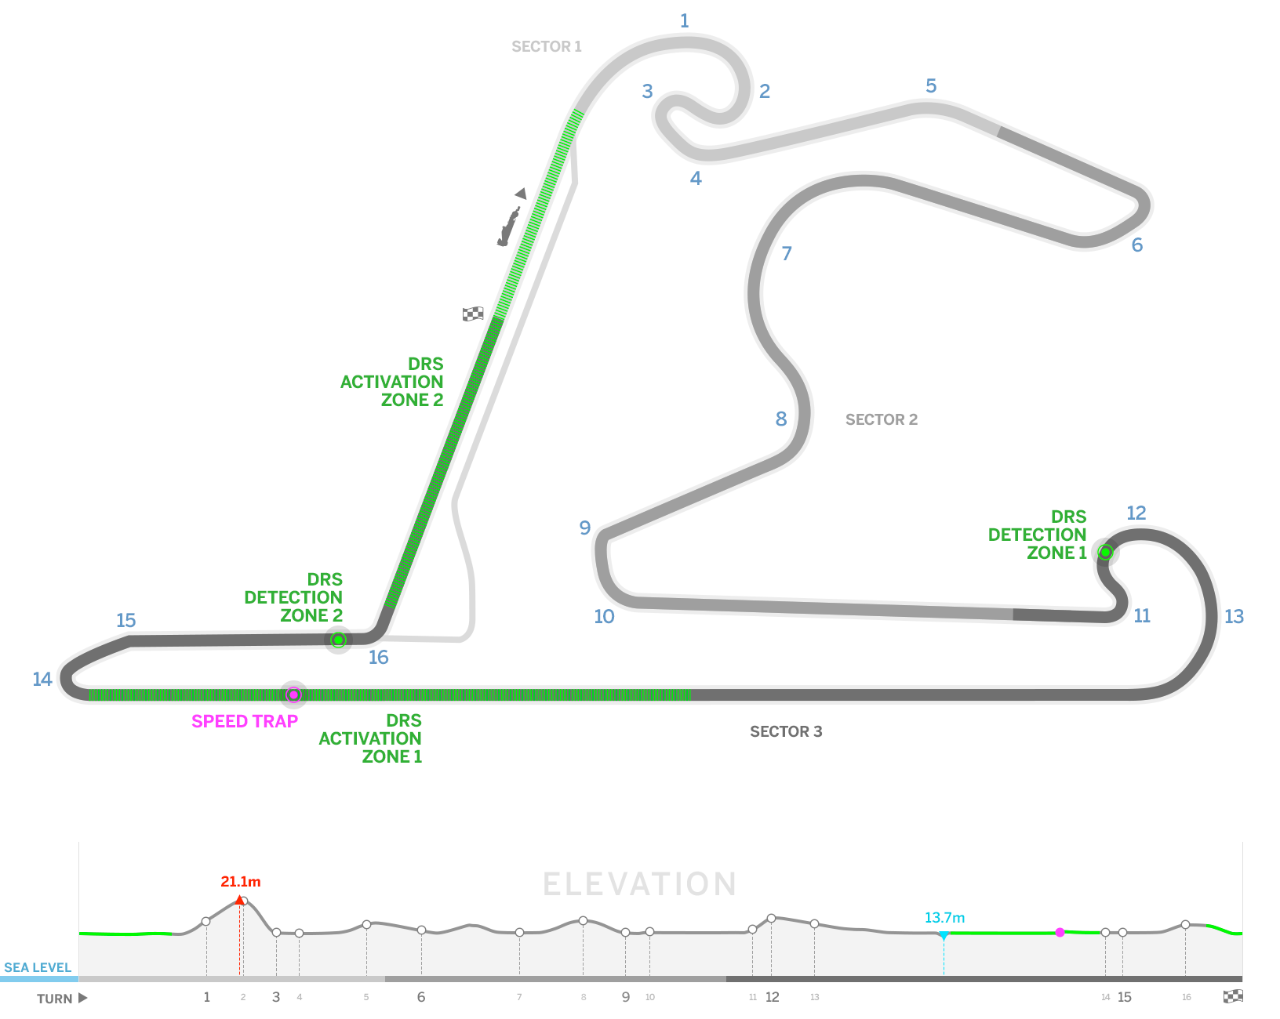 1
SECTOR 1
3
2
5
4
6
7
DRS
ACTIVATION
ZONE 2
8
SECTOR 2
9
12
DRS
DETECTION
ZONE 1
10
11
13
DRS
DETECTION
ZONE 2
15
16
14
SPEED TRAP
DRS
ACTIVATION
ZONE 1
SECTOR 3
ELEVATION
21.1m
13.7m
SEA LEVEL
TURN 1 2 3 4 5 6 7 8 9 10 11 12 13 14 15 16